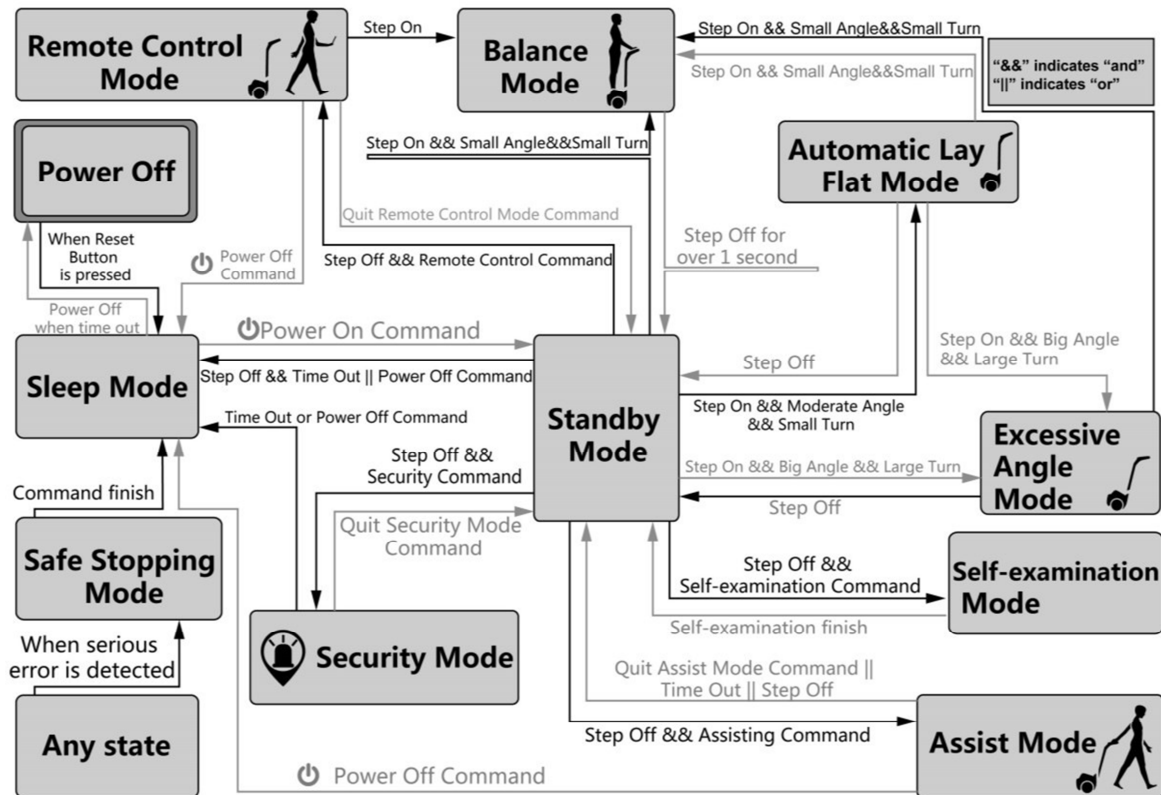 Remote Control
Mode
Step On
Balance
Mode
Step On && Small Angle&&Small Turn
Step On && Small Angle&&Small Turn
“&&” indicates “and”
“||” indicates “or”
Power Off
Step On && Small Angle&&Small Turn
Automatic Lay
Flat Mode
Quit Remote Control Mode Command
When Reset
Button
is pressed
Power Off
Command
Step Off && Remote Control Command
Step Off for
over 1 second
Power Off
when time out
Power On Command
Step On && Big Angle
&& Large Turn
Sleep Mode
Step Off && Time Out || Power Off Command
Step Off
Time Out or Power Off Command
Standby
Mode
Step On && Moderate Angle
&& Small Turn
Excessive
Angle
Mode
Step Off &&
Security Command
Step On && Big Angle && Large Turn
Step Off
Command finish
Quit Security Mode
Command
Safe Stopping
Mode
Step Off &&
Self-examination Command
Self-examination
Mode
Self-examination finish
When serious
error is detected
Security Mode
Quit Assist Mode Command ||
Time Out || Step Off
Any state
Step Off && Assisting Command
Assist Mode
Power Off Command